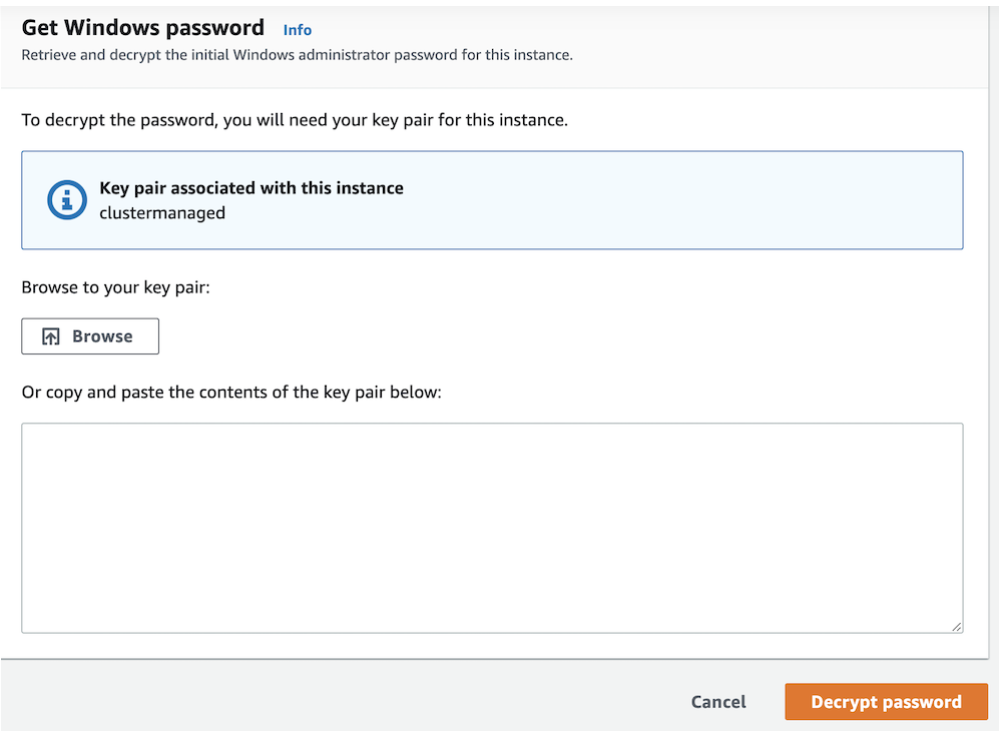 Get Windows password Info
Retrieve and decrypt the initial Windows administrator password for this instance.
To decrypt the password, you will need your key pair for this instance.
Key pair associated with this instance
clustermanaged
Browse to your key pair:
Browse
Or copy and paste the contents of the key pair below:
Cancel Decrypt password